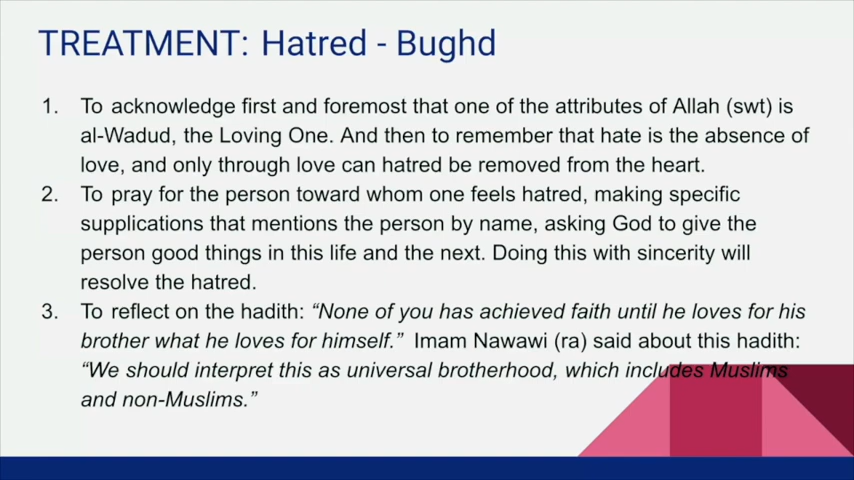 TREATMENT: Hatred - Bughd
1. To acknowledge first and foremost that one of the attributes of Allah (swt) is
al-Wadud, the Loving One. And then to remember that hate is the absence of
love, and only through love can hatred be removed from the heart.
2. To pray for the person toward whom one feels hatred, making specific
supplications that mentions the person by name, asking God to give the
person good things in this life and the next. Doing this with sincerity will
resolve the hatred.
3. To reflect on the hadith: “None of you has achieved faith until he loves for his
brother what he loves for himself.” Imam Nawawi (ra) said about this hadith:
“We should interpret this as universal brotherhood, which includes Muslims
and non-Muslims.”